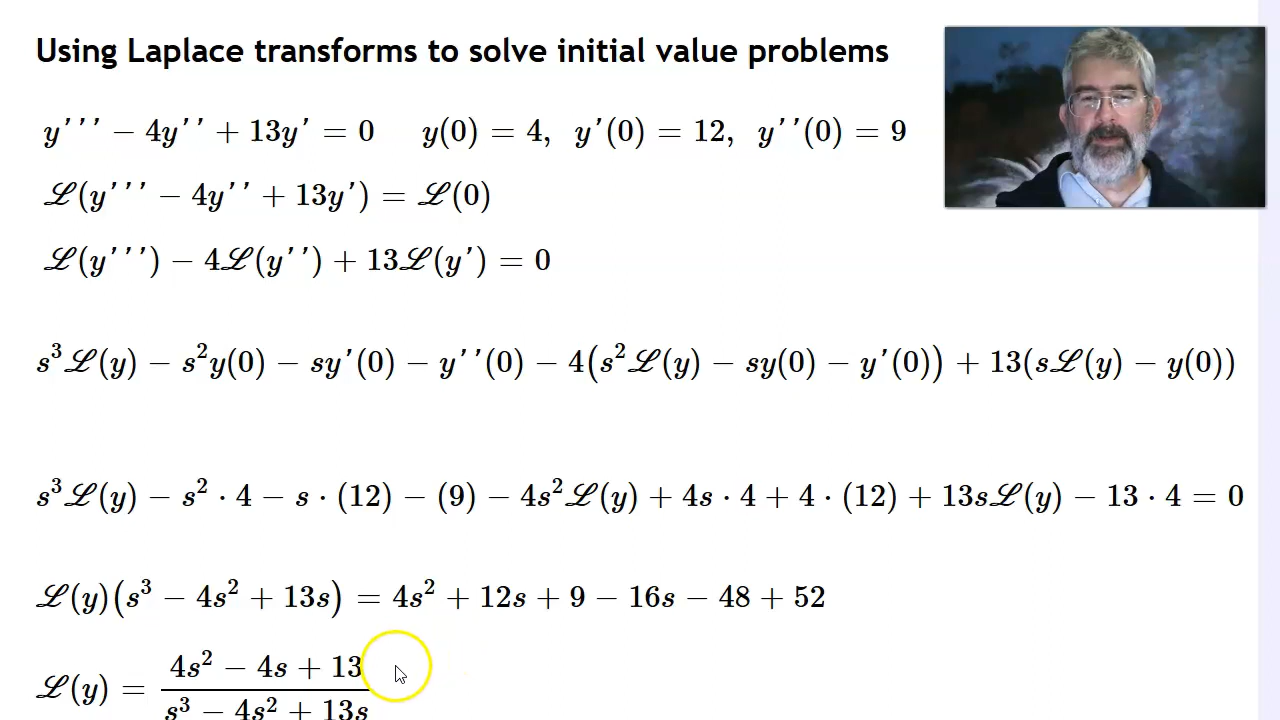 Using Laplace transforms to solve initial value problems
y''' − 4y'' + 13y' = 0   y(0) = 4,  y'(0) = 12,  y''(0) = 9
ℒ(y''' − 4y'' + 13y') = ℒ(0)
ℒ(y''') − 4ℒ(y'') + 13ℒ(y') = 0
s³ℒ(y) − s²y(0) − sy'(0) − y''(0) − 4(s²ℒ(y) − sy(0) − y'(0)) + 13(sℒ(y) − y(0))
s³ℒ(y) − s² · 4 − s · (12) − (9) − 4s²ℒ(y) + 4s · 4 + 4 · (12) + 13sℒ(y) − 13 · 4 = 0
ℒ(y)(s³ − 4s² + 13s) = 4s² + 12s + 9 − 16s − 48 + 52
ℒ(y) = (4s² − 4s + 13)/(s³ − 4s² + 13s)